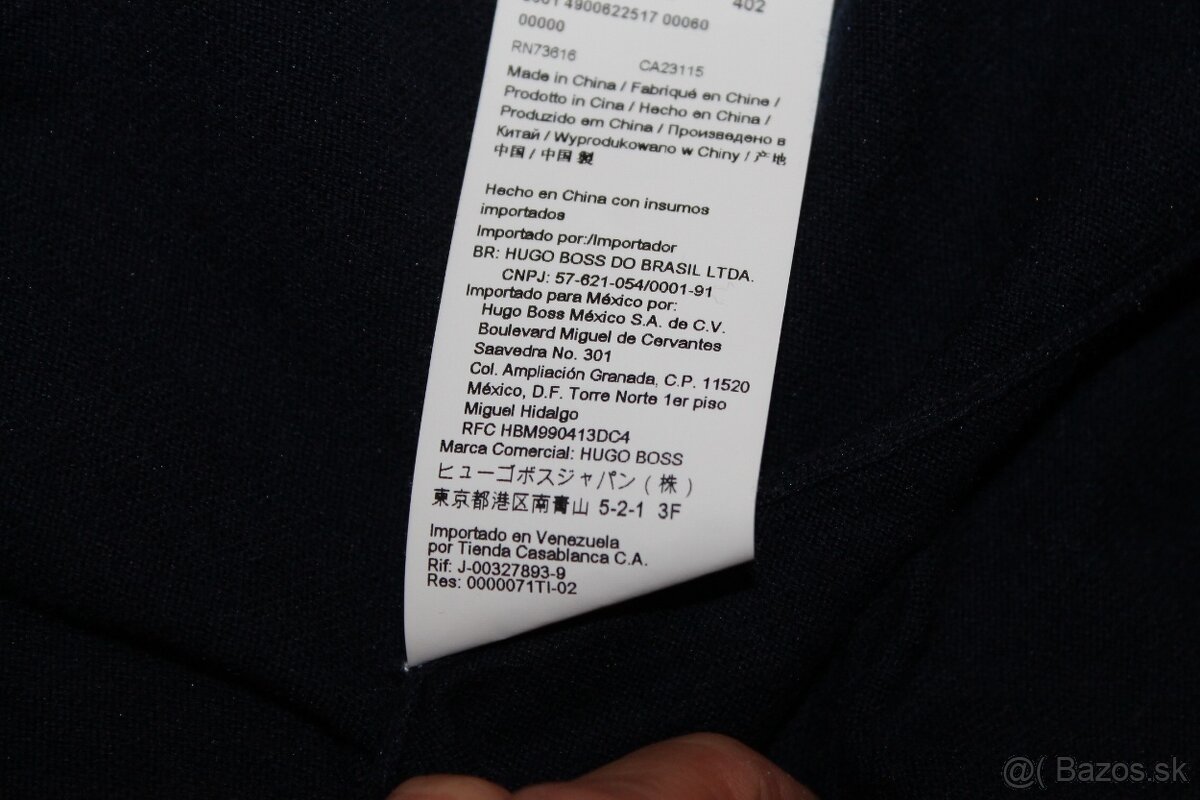 402
4900622517 00060
00000
RN73616 CA23115
Made in China / Fabriqué en Chine /
Prodotto in Cina / Hecho en China /
Produzido em China / Произведено в
Китай / Wyprodukowano w Chiny / 产地
中国 / 中国 製
Hecho en China con insumos
importados
Importado por:/Importador
BR: HUGO BOSS DO BRASIL LTDA.
CNPJ: 57-621-054/0001-91
Importado para México por:
Hugo Boss México S.A. de C.V.
Boulevard Miguel de Cervantes
Saavedra No. 301
Col. Ampliación Granada, C.P. 11520
México, D.F. Torre Norte 1er piso
Miguel Hidalgo
RFC HBM990413DC4
Marca Comercial: HUGO BOSS
ヒューゴボスジャパン ( 株 )
東京都港区南青山 5-2-1 3F
Importado en Venezuela
por Tienda Casablanca C.A.
Rif: J-00327893-9
Res: 0000071TI-02
@( Bazos.sk